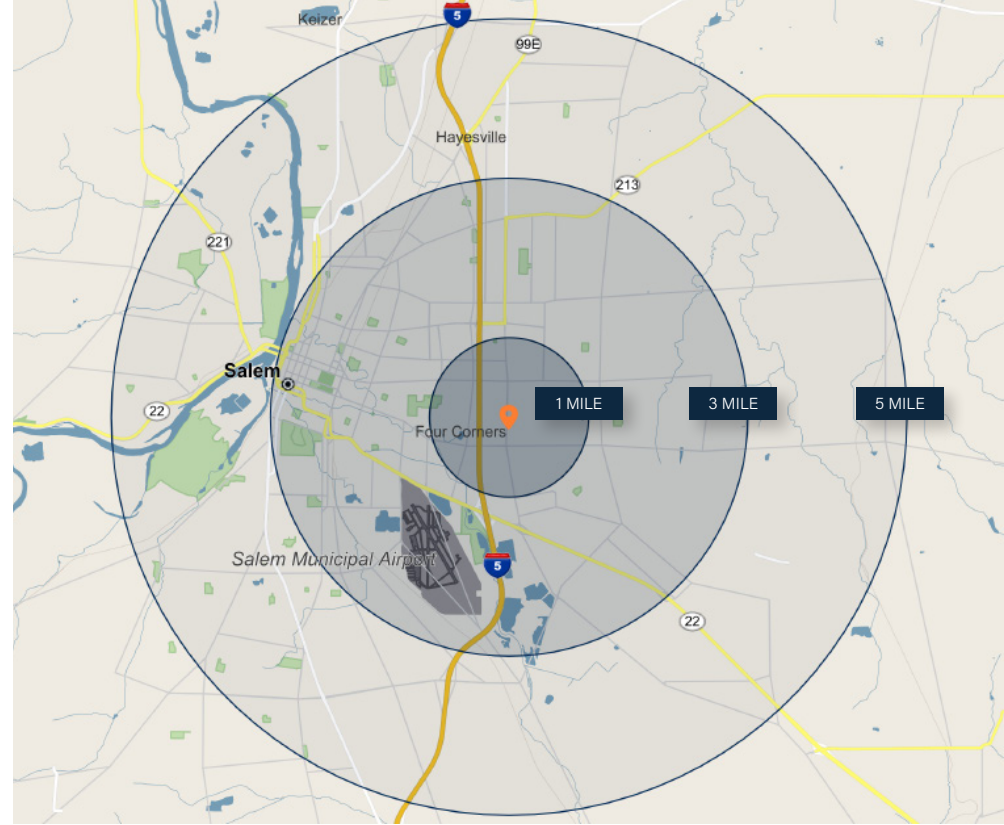 Keizer
5
99E
Hayesville
213
221
Salem
22
1 MILE
3 MILE
5 MILE
Four Corners
Salem Municipal Airport
5
22